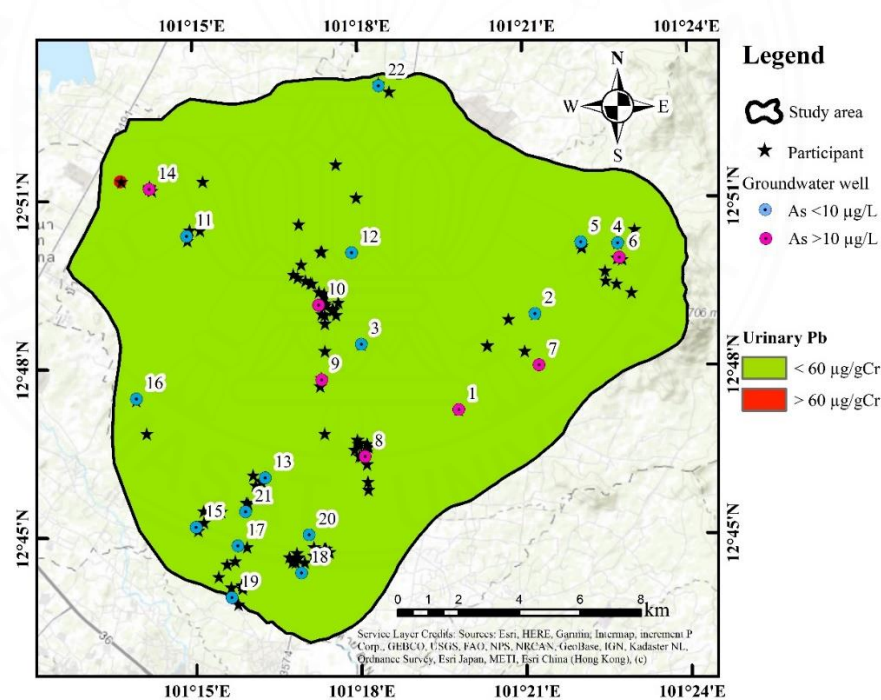 101°15'E 101°18'E 101°21'E 101°24'E
Legend
N
W E
S
Study area
Participant
Groundwater well
As <10 µg/L
As >10 µg/L
Urinary Pb
< 60 µg/gCr
> 60 µg/gCr
12°51'N
12°48'N
12°45'N
12°51'N
12°48'N
12°45'N
22
14
11
12
5 4
6
10
2
3
7
9
16
1
8
13
21
15
17
20
18
19
3574
36
0 1 2 4 6 8
km
Service Layer Credits: Sources: Esri, HERE, Garmin, Intermap, increment P
Corp., GEBCO, USGS, FAO, NPS, NRCAN, GeoBase, IGN, Kadaster NL,
Ordnance Survey, Esri Japan, METI, Esri China (Hong Kong), (c)
101°15'E 101°18'E 101°21'E 101°24'E